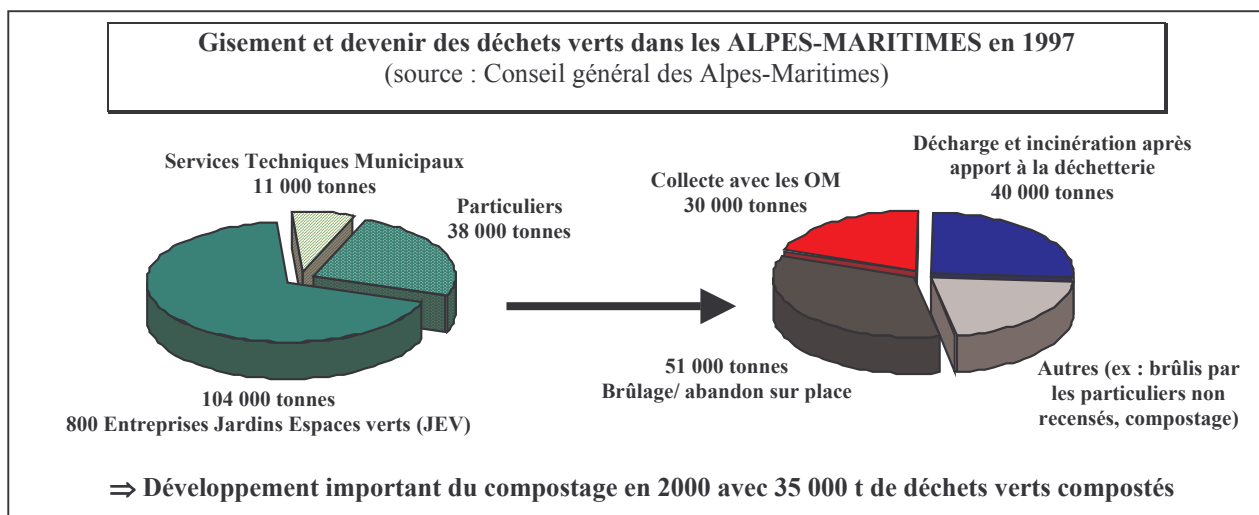 Gisement et devenir des déchets verts dans les ALPES-MARITIMES en 1997
(source : Conseil général des Alpes-Maritimes)
Services Techniques Municipaux
11 000 tonnes
Particuliers
38 000 tonnes
104 000 tonnes
800 Entreprises Jardins Espaces verts (JEV)
Collecte avec les OM
30 000 tonnes
Décharge et incinération après
apport à la déchetterie
40 000 tonnes
51 000 tonnes
Brûlage/ abandon sur place
Autres (ex : brûlis par
les particuliers non
recensés, compostage)
⇒ Développement important du compostage en 2000 avec 35 000 t de déchets verts compostés